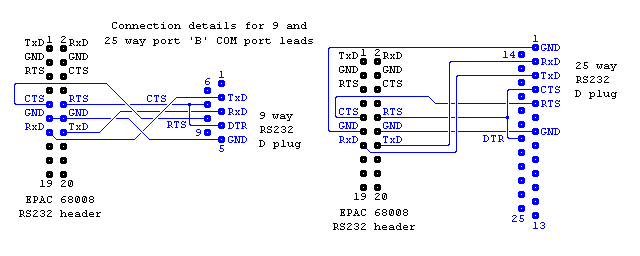 Connection details for 9 and
25 way port 'B' COM port leads
TxD 1 2 RxD
GND GND
RTS CTS
CTS RTS
GND GND
RxD TxD
19 20
EPAC 68008
RS232 header
CTS
RTS
6
9
1
TxD
RxD
DTR
GND
5
9 way
RS232
D plug
TxD 1 2 RxD
GND GND
RTS CTS
CTS RTS
GND GND
RxD TxD
19 20
EPAC 68008
RS232 header
14
DTR
25
1
GND
RxD
TxD
CTS
RTS
GND
13
25 way
RS232
D plug